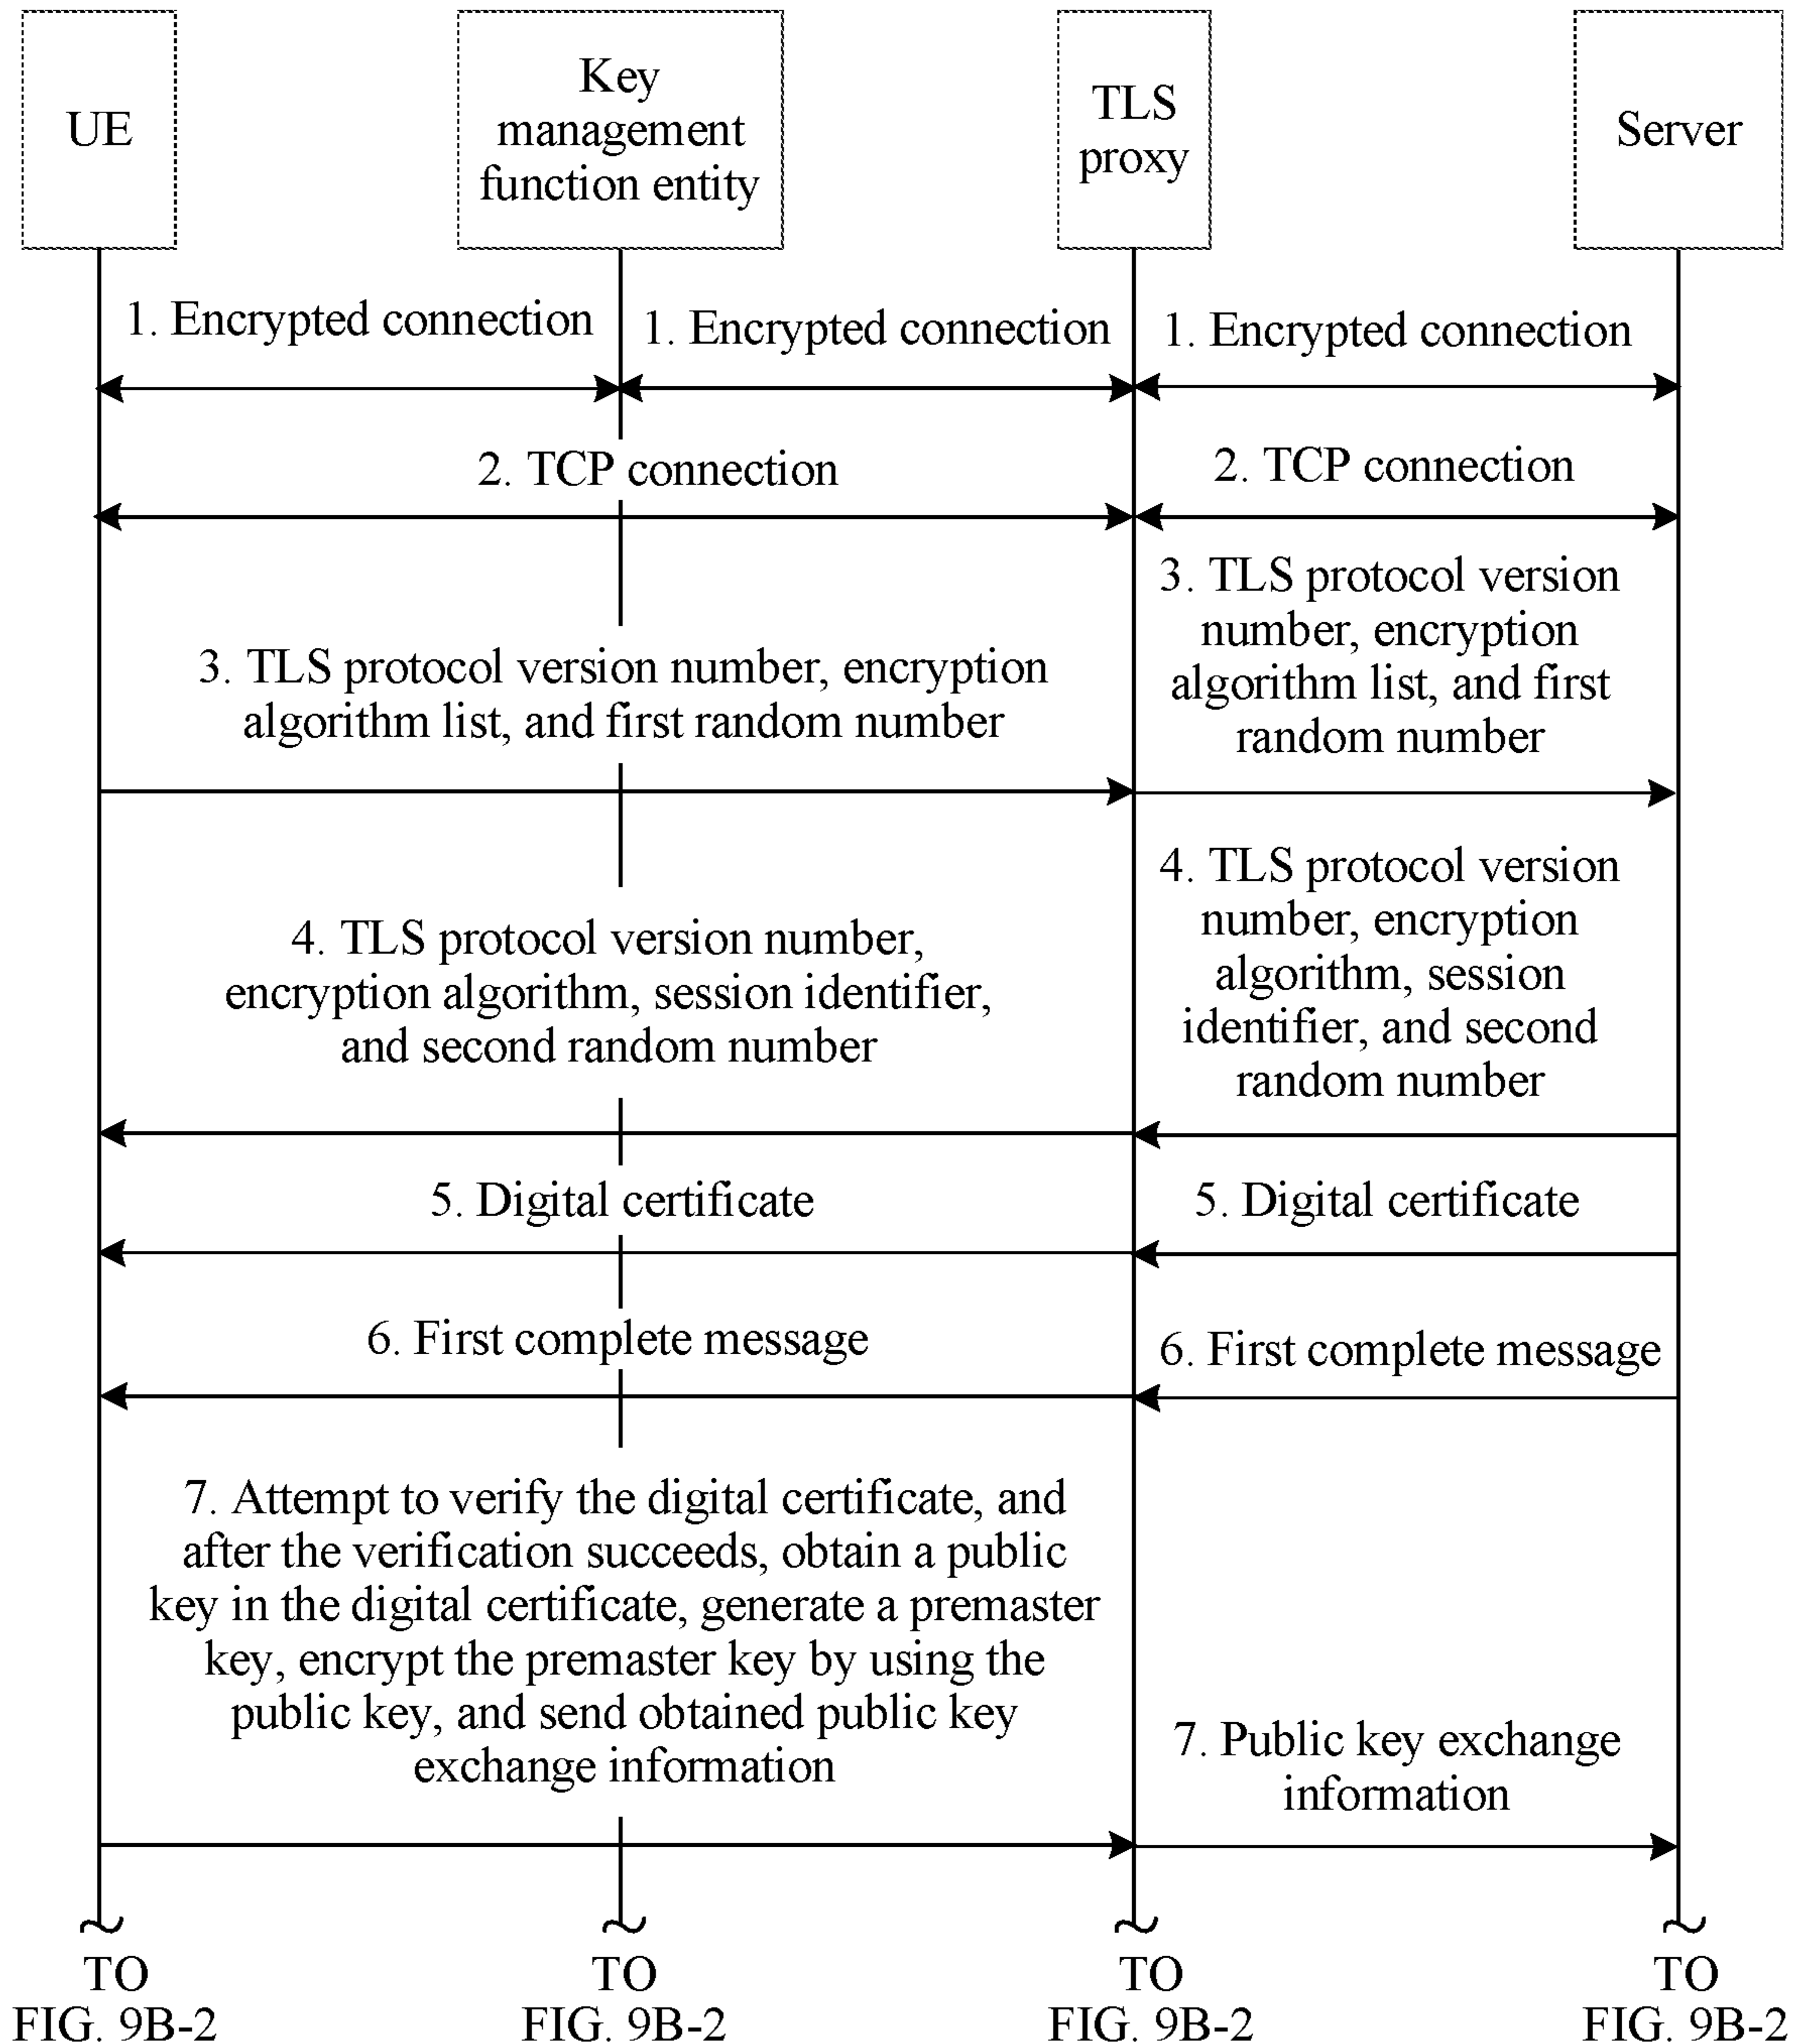 UE
Key
management
function entity
TLS
proxy
Server
1. Encrypted connection
1. Encrypted connection
1. Encrypted connection
2. TCP connection
2. TCP connection
3. TLS protocol version number, encryption
algorithm list, and first random number
3. TLS protocol version
number, encryption
algorithm list, and first
random number
4. TLS protocol version number,
encryption algorithm, session identifier,
and second random number
4. TLS protocol version
number, encryption
algorithm, session
identifier, and second
random number
5. Digital certificate
5. Digital certificate
6. First complete message
6. First complete message
7. Attempt to verify the digital certificate, and
after the verification succeeds, obtain a public
key in the digital certificate, generate a premaster
key, encrypt the premaster key by using the
public key, and send obtained public key
exchange information
7. Public key exchange
information
TO
FIG. 9B-2
TO
FIG. 9B-2
TO
FIG. 9B-2
TO
FIG. 9B-2